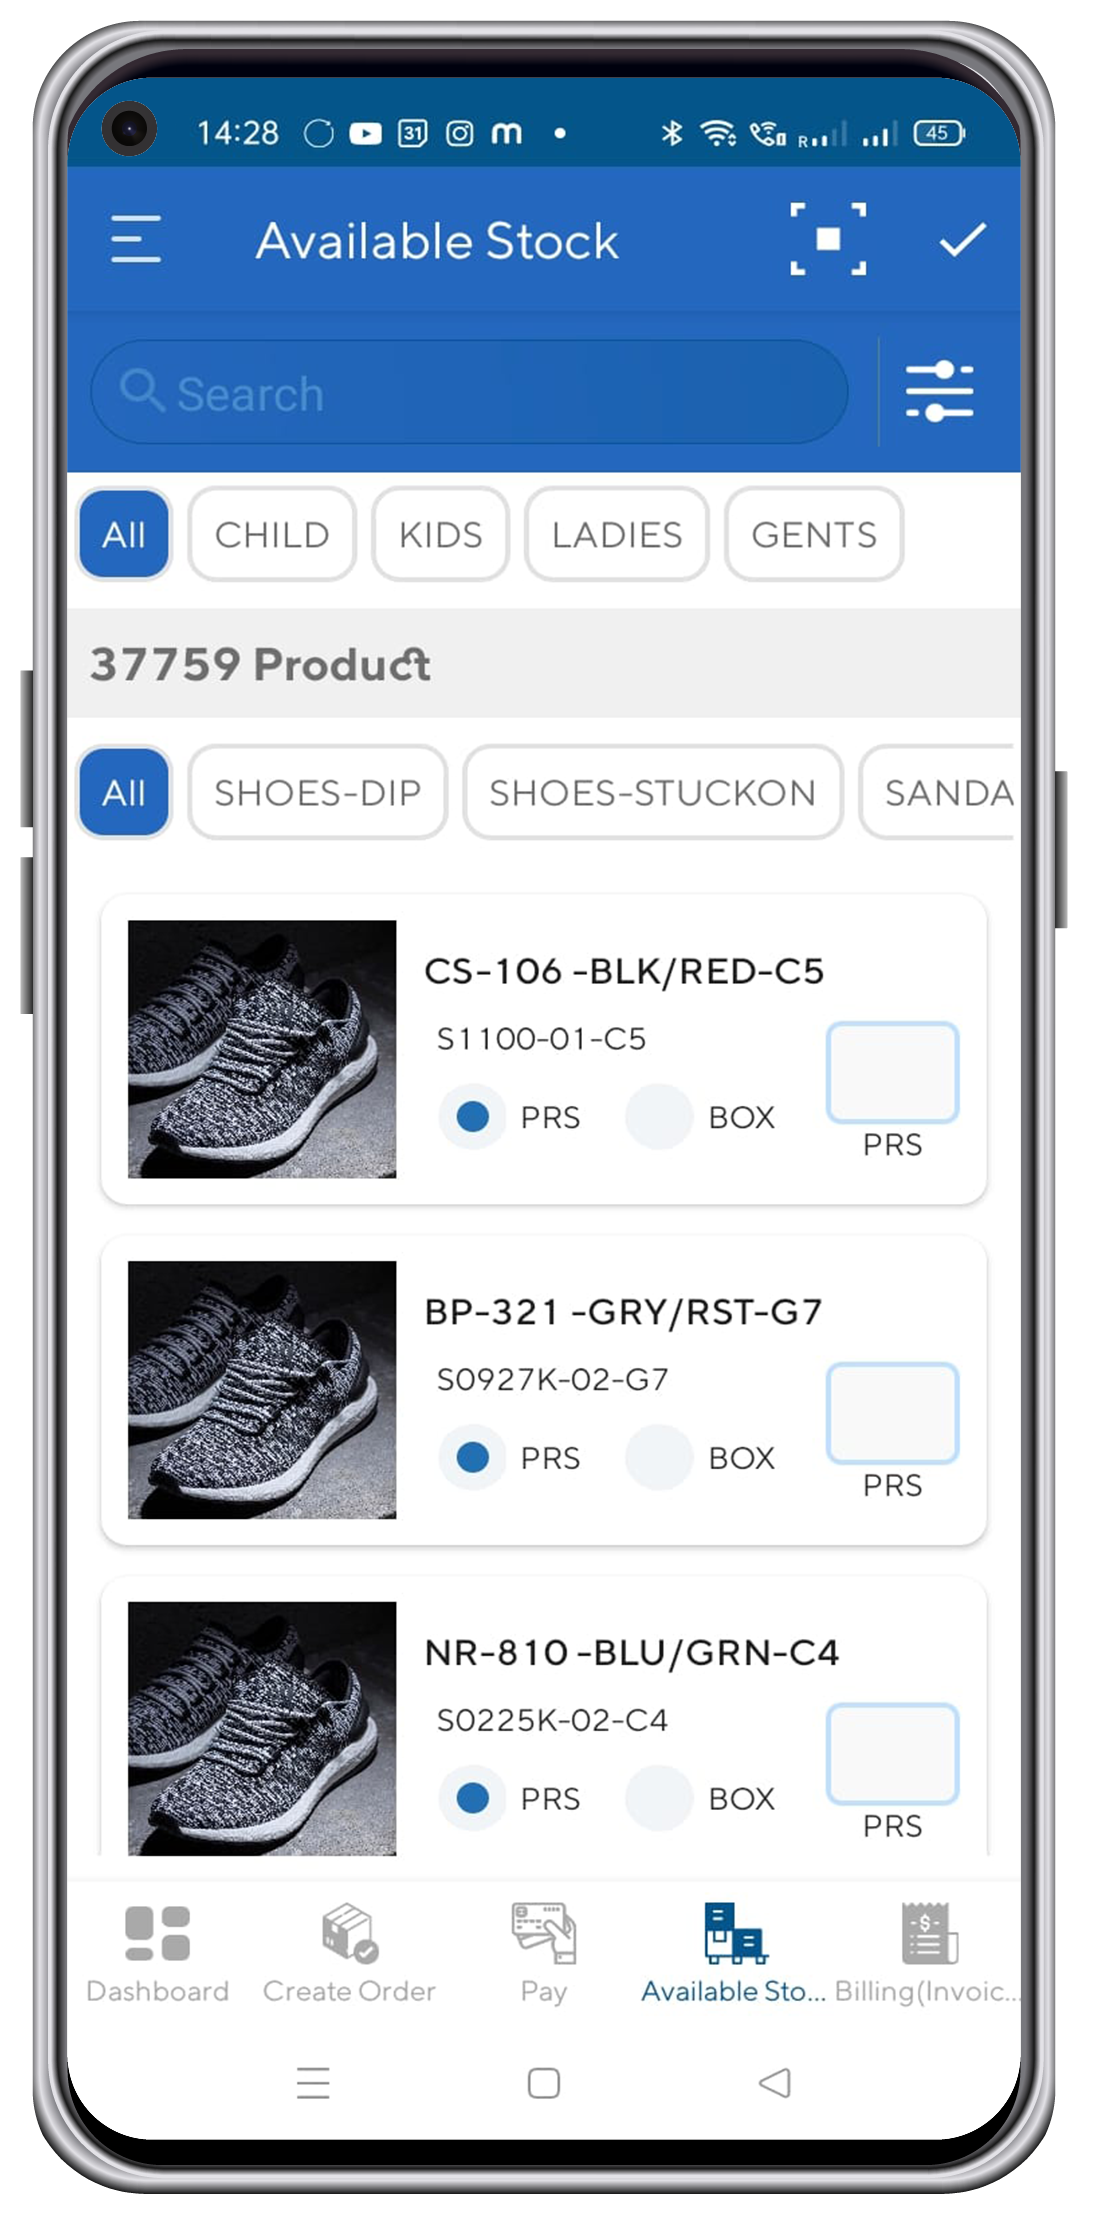 14:28 31 m R 45
Available Stock
Search
All CHILD KIDS LADIES GENTS
37759 Product
All SHOES-DIP SHOES-STUCKON SANDA
CS-106 -BLK/RED-C5
S1100-01-C5
PRS BOX
PRS
BP-321 -GRY/RST-G7
S0927K-02-G7
PRS BOX
PRS
NR-810 -BLU/GRN-C4
S0225K-02-C4
PRS BOX
PRS
Dashboard Create Order Pay Available Sto... Billing(Invoic...